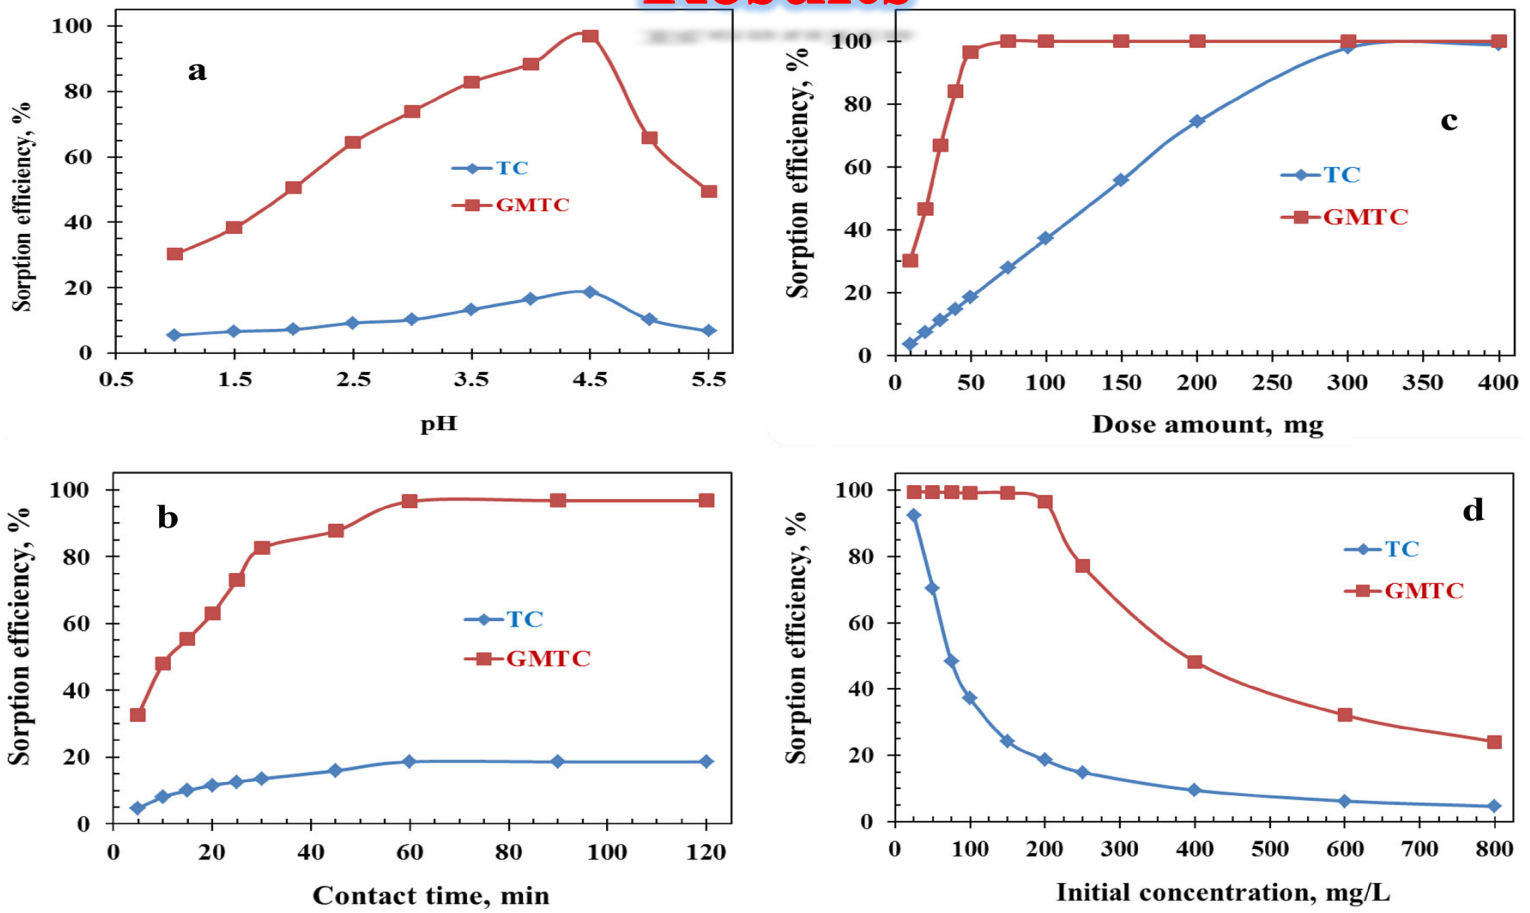 Results
100
80
60
40
20
0
Sorption efficiency, %
a
TC
GMTC
0.5 1.5 2.5 3.5 4.5 5.5
pH
100
80
60
40
20
0
Sorption efficiency, %
c
TC
GMTC
0 50 100 150 200 250 300 350 400
Dose amount, mg
100
80
60
40
20
0
Sorption efficiency, %
b
TC
GMTC
0 20 40 60 80 100 120
Contact time, min
100
80
60
40
20
0
Sorption efficiency, %
d
TC
GMTC
0 100 200 300 400 500 600 700 800
Initial concentration, mg/L